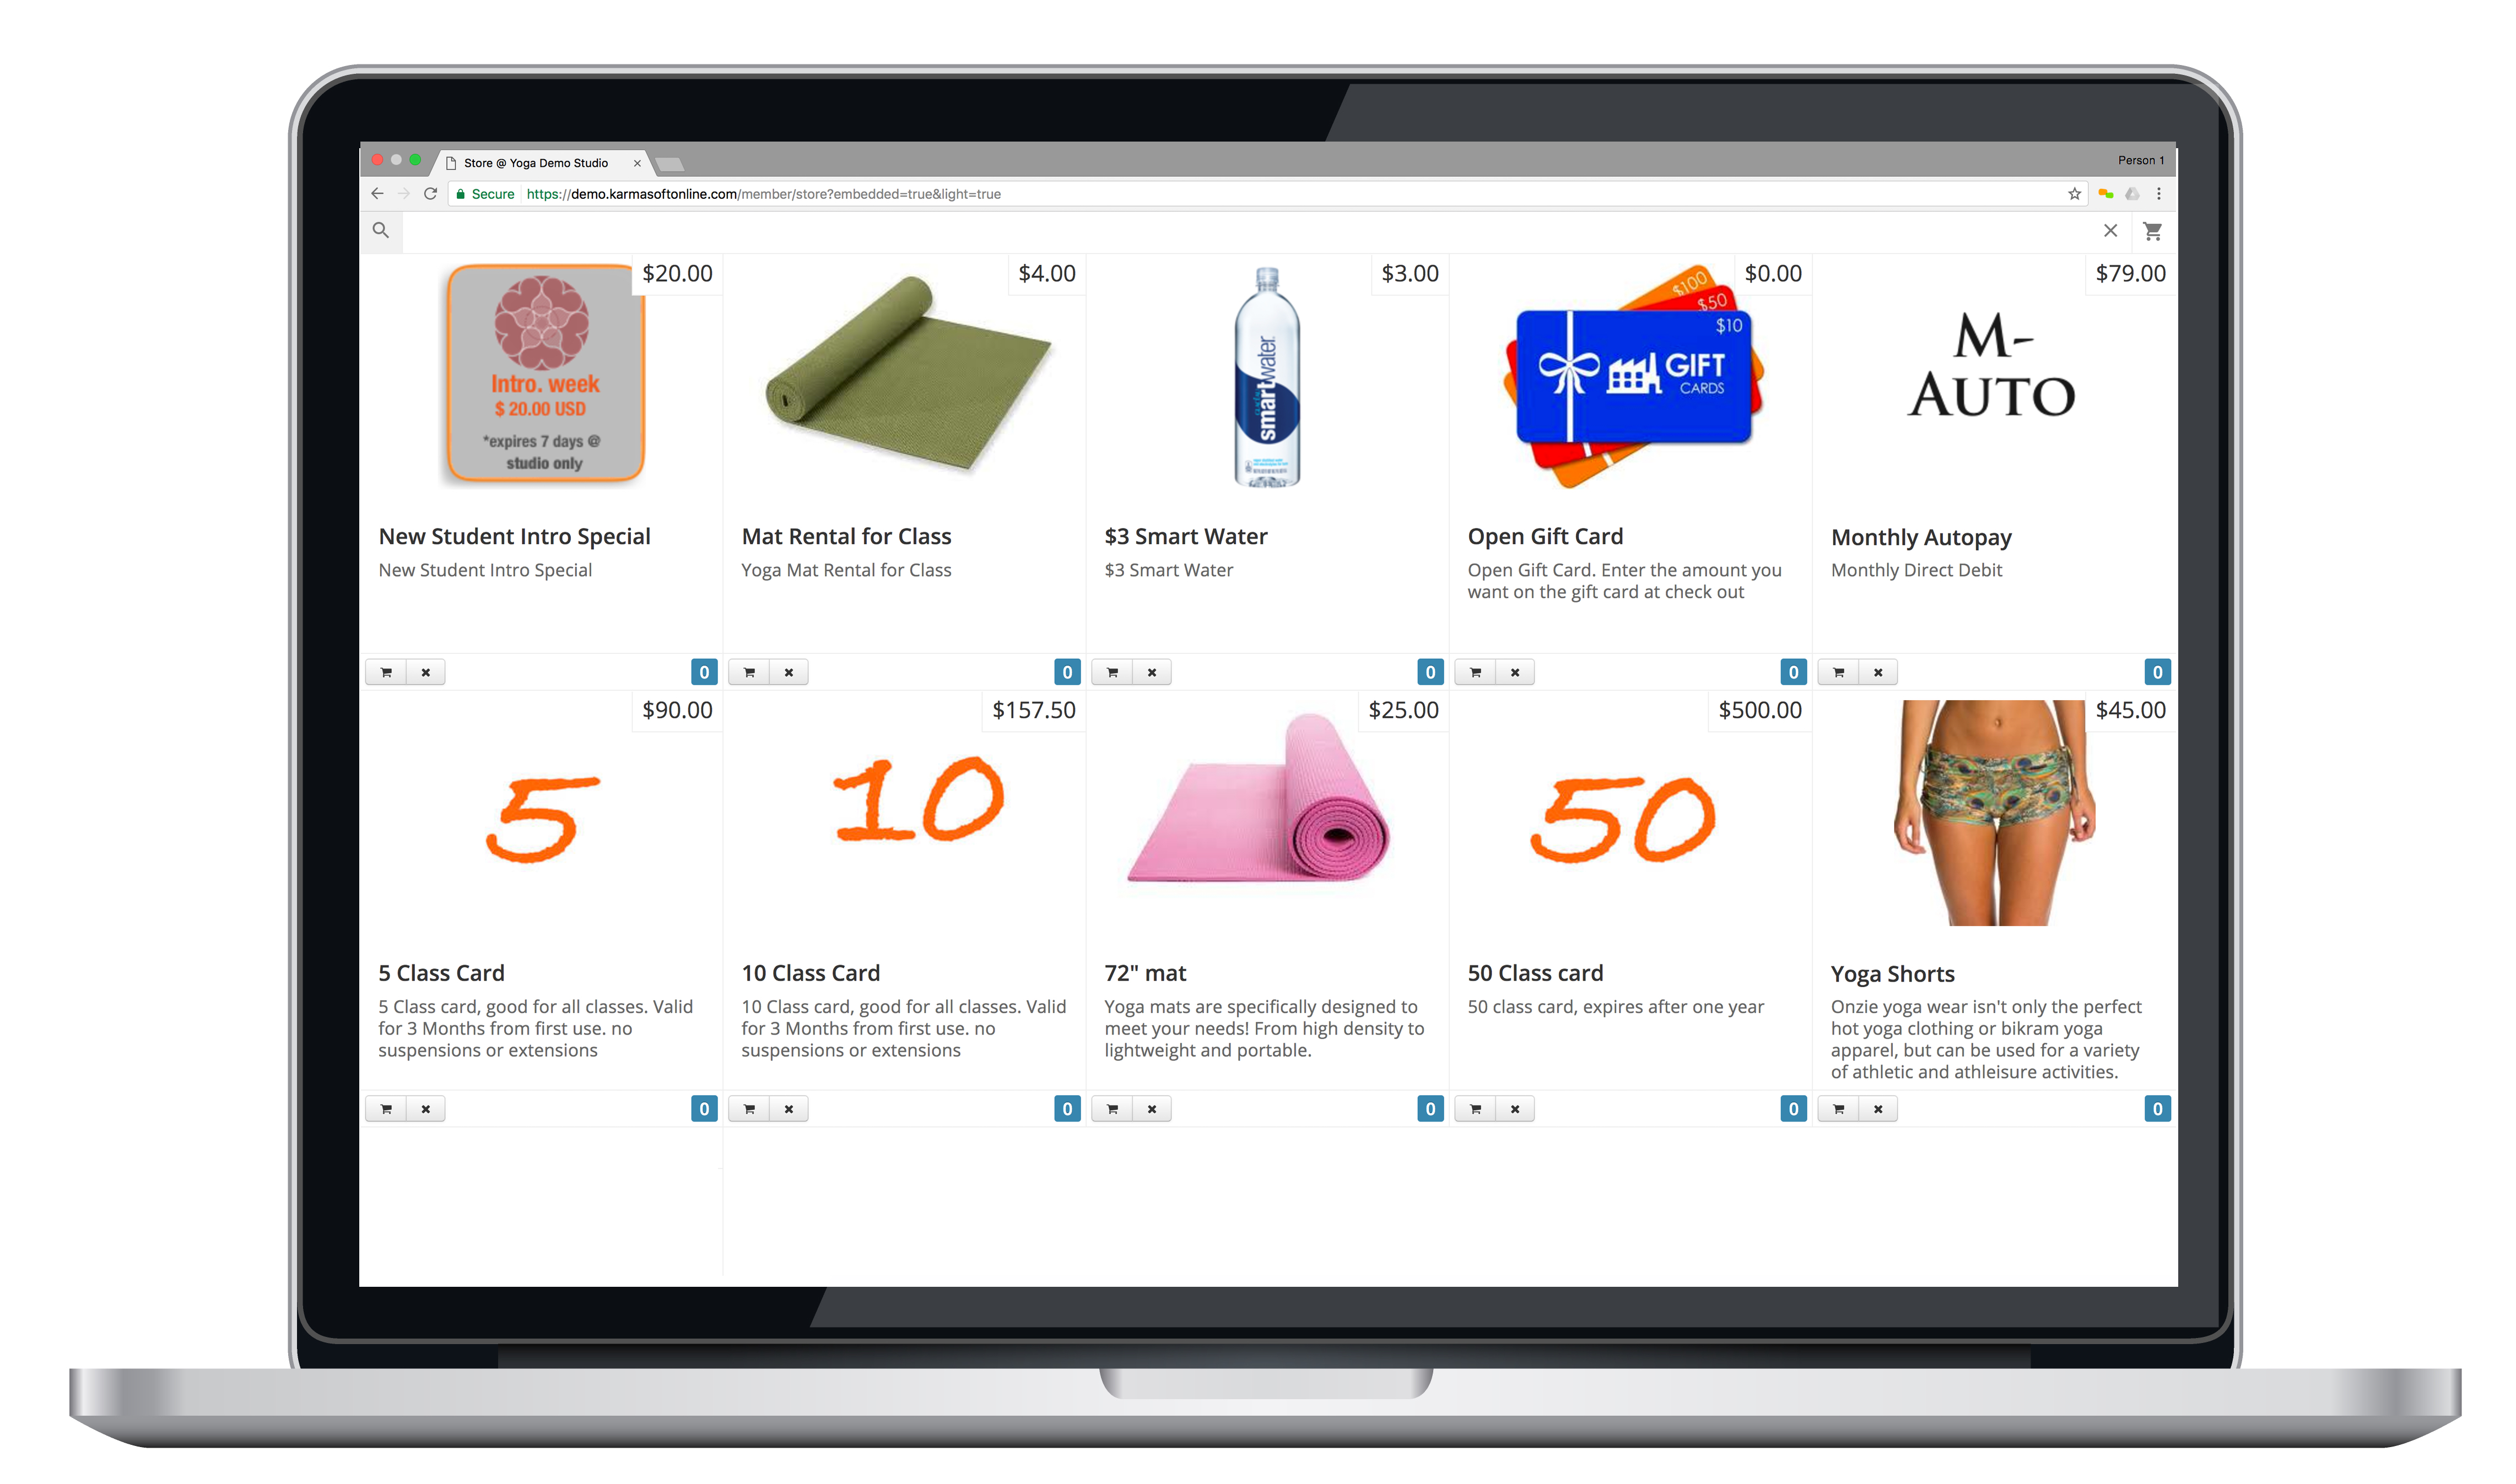 Store @ Yoga Demo Studio
Person 1
Secure https://demo.karmasoftonline.com/member/store?embedded=true&light=true
$20.00
Intro. week
$ 20.00 USD
*expires 7 days @
studio only
New Student Intro Special
New Student Intro Special
0
$4.00
Mat Rental for Class
Yoga Mat Rental for Class
0
$3.00
smartwater
$3 Smart Water
$3 Smart Water
0
$0.00
$100
$50
$10
GIFT
CARDS
Open Gift Card
Open Gift Card. Enter the amount you
want on the gift card at check out
0
$79.00
M-
AUTO
Monthly Autopay
Monthly Direct Debit
0
$90.00
5
5 Class Card
5 Class card, good for all classes. Valid
for 3 Months from first use. no
suspensions or extensions
0
$157.50
10
10 Class Card
10 Class card, good for all classes. Valid
for 3 Months from first use. no
suspensions or extensions
0
$25.00
72" mat
Yoga mats are specifically designed to
meet your needs! From high density to
lightweight and portable.
0
$500.00
50
50 Class card
50 class card, expires after one year
0
$45.00
Yoga Shorts
Onzie yoga wear isn't only the perfect
hot yoga clothing or bikram yoga
apparel, but can be used for a variety
of athletic and athleisure activities.
0